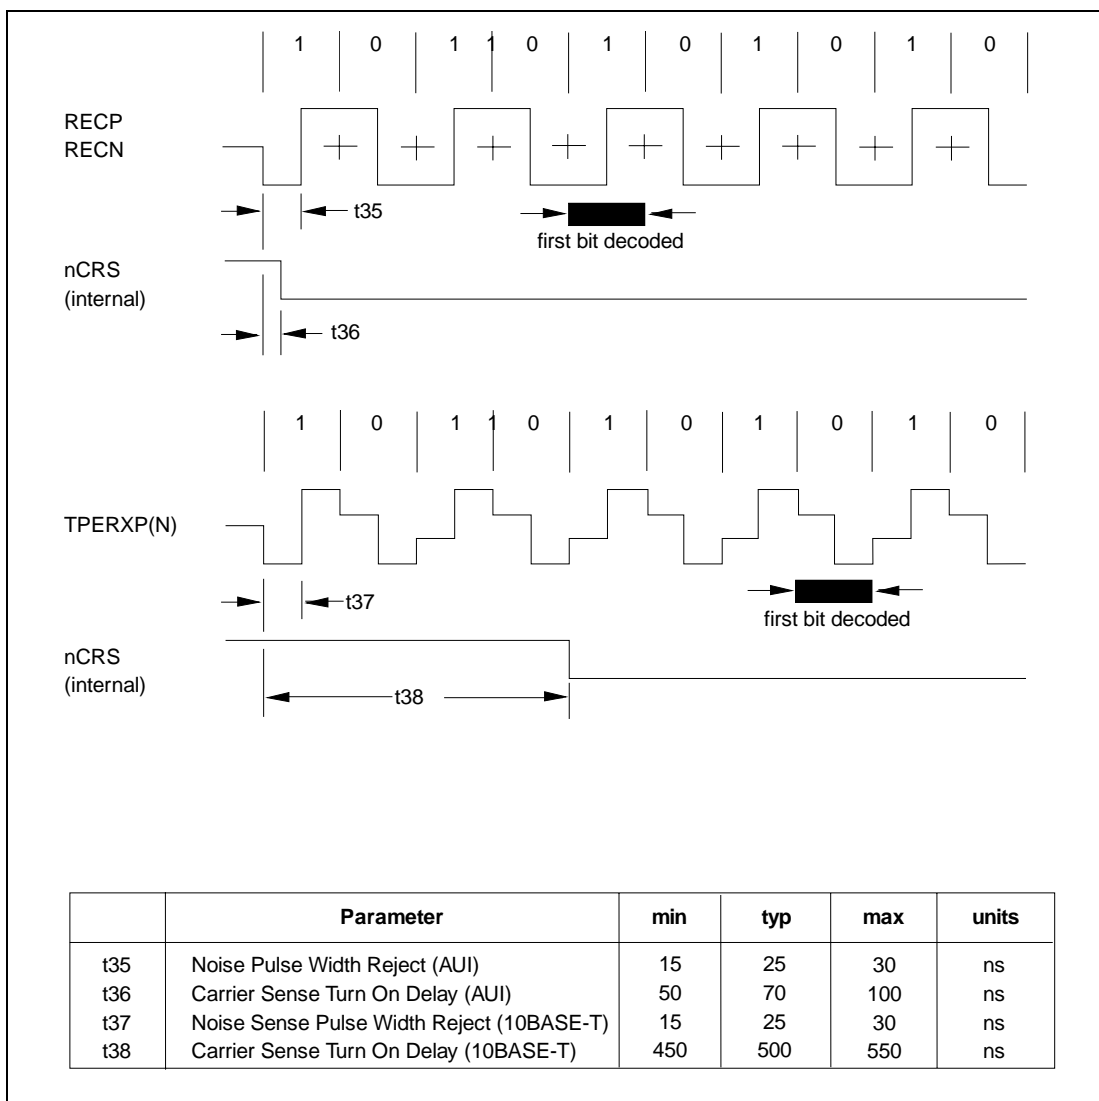 1 0 1 1 0 1 0 1 0 1 0
RECP
RECN
t35
first bit decoded
nCRS
(internal)
t36
1 0 1 1 0 1 0 1 0 1 0
TPERXP(N)
t37
first bit decoded
nCRS
(internal)
t38
Parameter min typ max units
t35 Noise Pulse Width Reject (AUI) 15 25 30 ns
t36 Carrier Sense Turn On Delay (AUI) 50 70 100 ns
t37 Noise Sense Pulse Width Reject (10BASE-T) 15 25 30 ns
t38 Carrier Sense Turn On Delay (10BASE-T) 450 500 550 ns